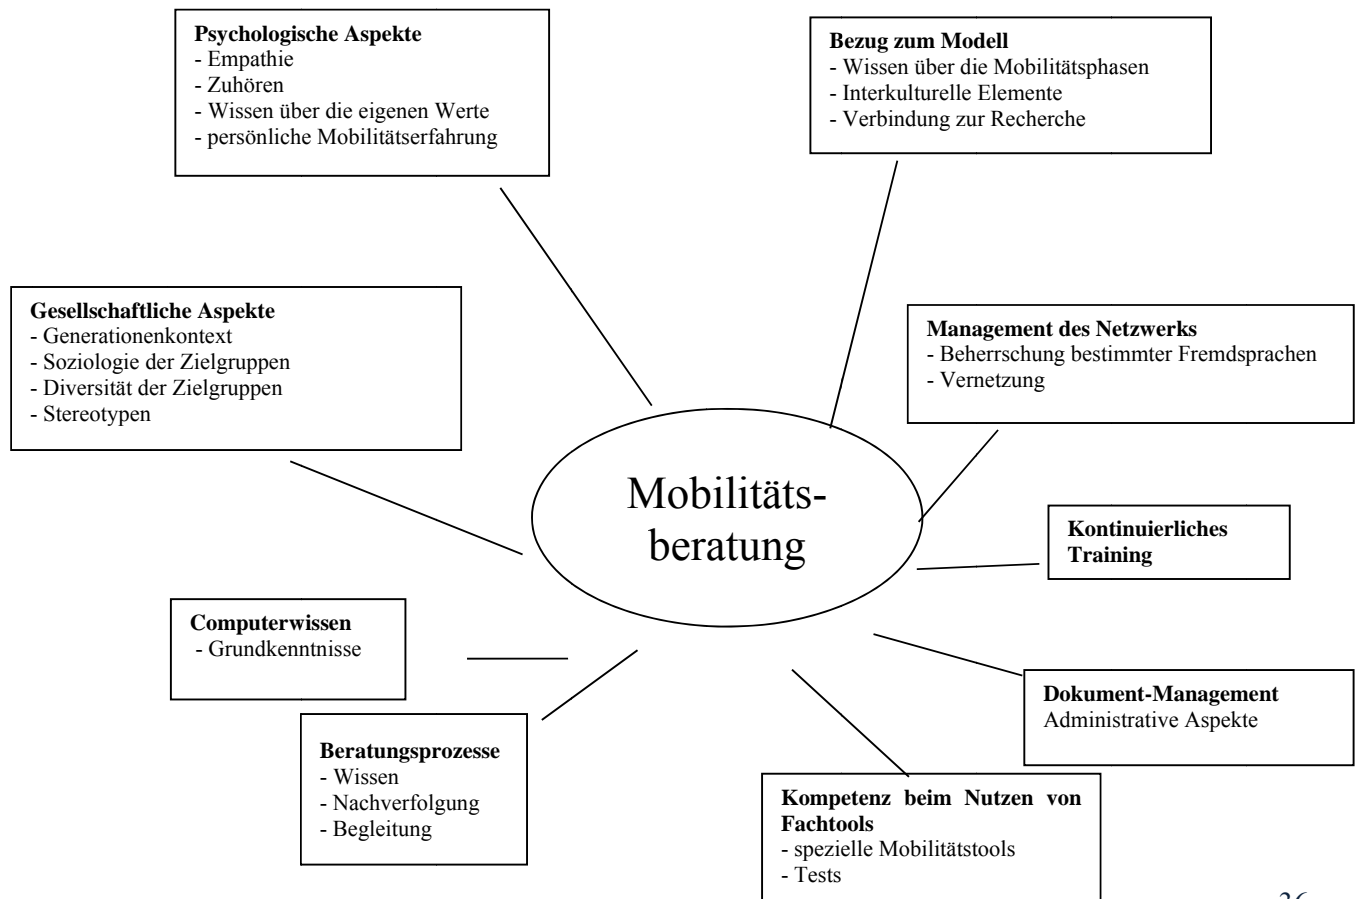 Psychologische Aspekte
- Empathie
- Zuhören
- Wissen über die eigenen Werte
- persönliche Mobilitätserfahrung
Bezug zum Modell
- Wissen über die Mobilitätsphasen
- Interkulturelle Elemente
- Verbindung zur Recherche
Gesellschaftliche Aspekte
- Generationenkontext
- Soziologie der Zielgruppen
- Diversität der Zielgruppen
- Stereotypen
Management des Netzwerks
- Beherrschung bestimmter Fremdsprachen
- Vernetzung
Mobilitäts-
beratung
Kontinuierliches
Training
Computerwissen
- Grundkenntnisse
Dokument-Management
Administrative Aspekte
Beratungsprozesse
- Wissen
- Nachverfolgung
- Begleitung
Kompetenz beim Nutzen von
Fachtools
- spezielle Mobilitätstools
- Tests